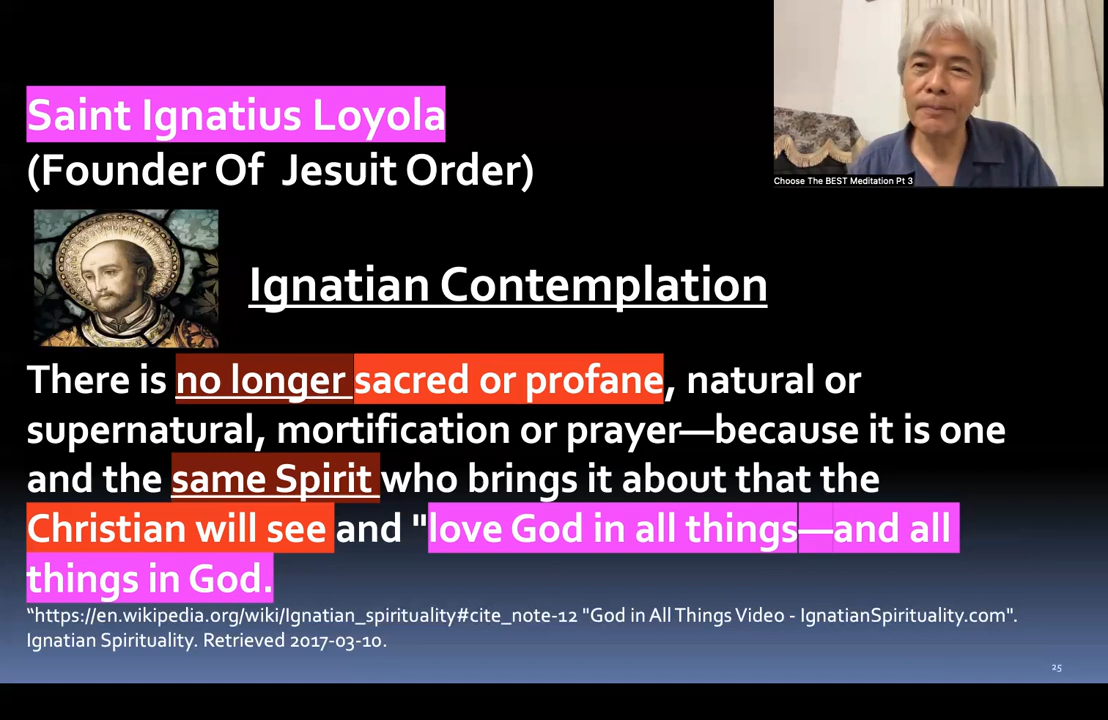 Choose The BEST Meditation Pt 3
Saint Ignatius Loyola
(Founder Of  Jesuit Order)
Ignatian Contemplation
There is no longer sacred or profane, natural or
supernatural, mortification or prayer—because it is one
and the same Spirit who brings it about that the
Christian will see and "love God in all things—and all
things in God.
“https://en.wikipedia.org/wiki/Ignatian_spirituality#cite_note-12 "God in All Things Video - IgnatianSpirituality.com".
Ignatian Spirituality. Retrieved 2017-03-10.
25